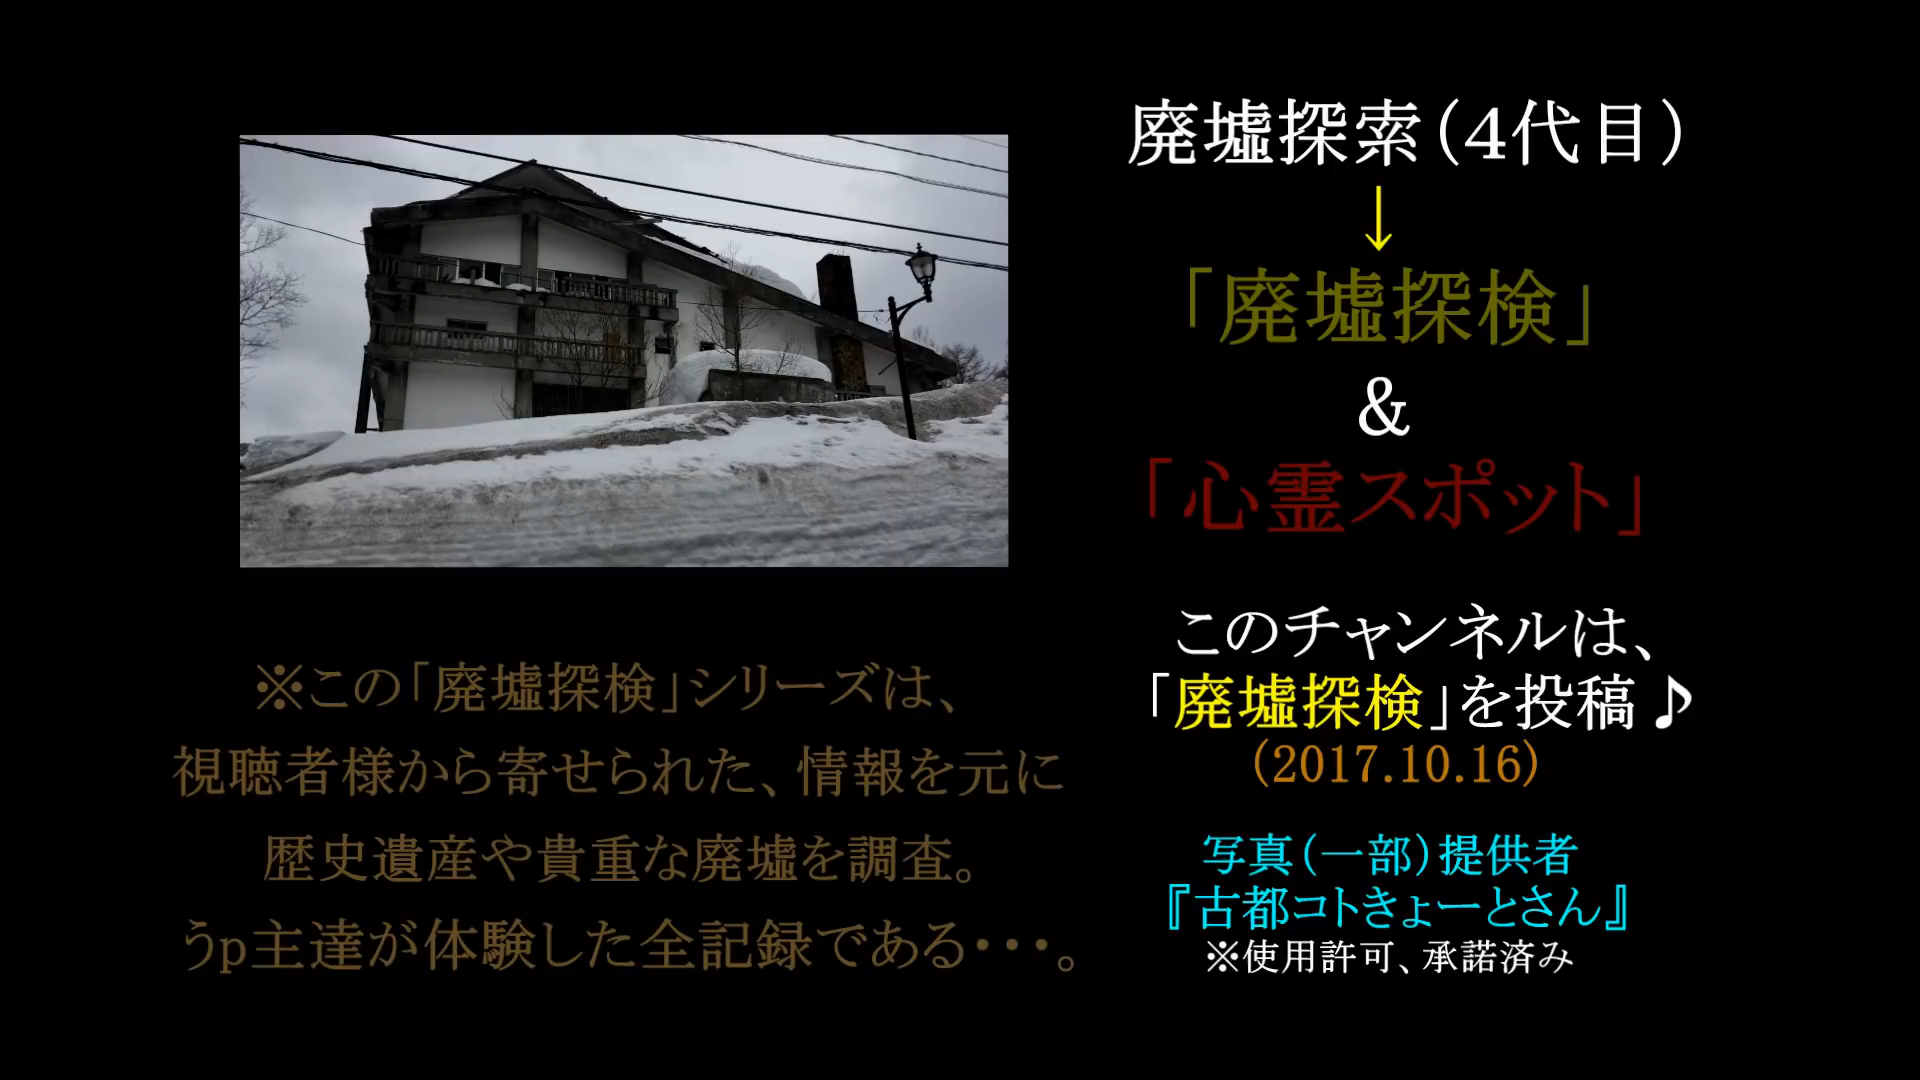 廃墟探索(4代目)
↓
「廃墟探検」
&
「心霊スポット」
このチャンネルは、
「廃墟探検」を投稿♪
(2017.10.16)
写真(一部)提供者
『古都コトきょーとさん』
※使用許可、承諾済み
※この「廃墟探検」シリーズは、
視聴者様から寄せられた、情報を元に
歴史遺産や貴重な廃墟を調査。
うp主達が体験した全記録である・・・。